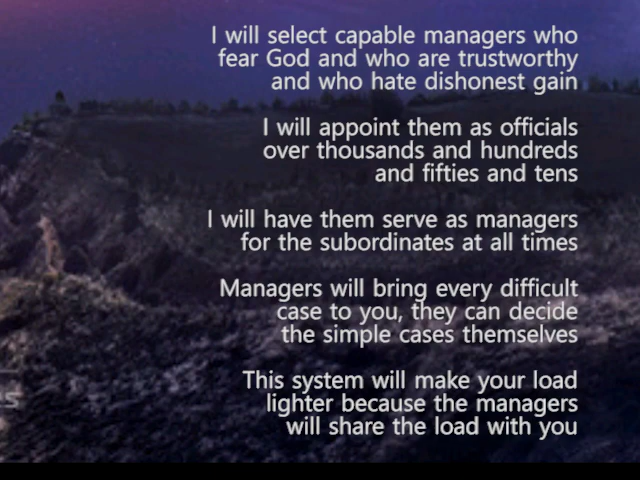 I will select capable managers who
fear God and who are trustworthy
and who hate dishonest gain
I will appoint them as officials
over thousands and hundreds
and fifties and tens
I will have them serve as managers
for the subordinates at all times
Managers will bring every difficult
case to you, they can decide
the simple cases themselves
This system will make your load
lighter because the managers
will share the load with you